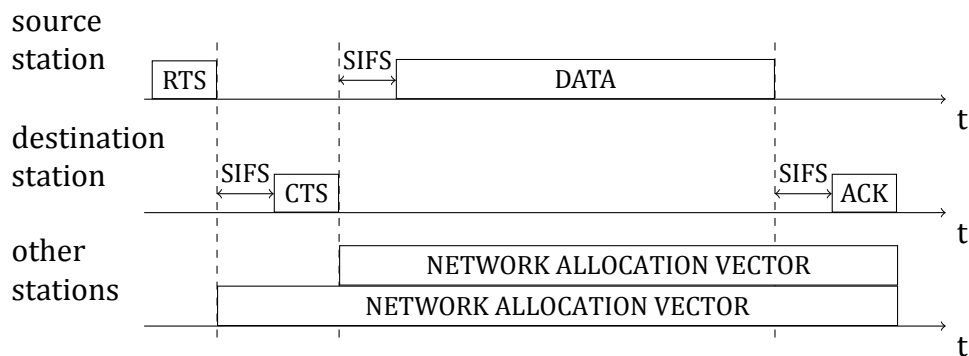 source
station
RTS
SIFS
DATA
t
destination
station
SIFS
CTS
SIFS
ACK
t
other
stations
NETWORK ALLOCATION VECTOR
NETWORK ALLOCATION VECTOR
t